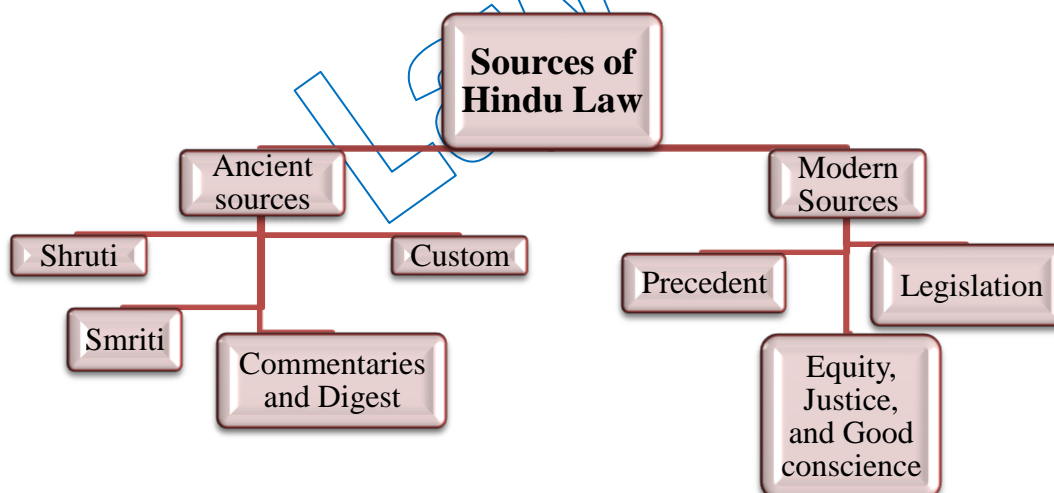 Sources of
Hindu Law
Ancient
sources
Modern
Sources
Shruti
Custom
Precedent
Legislation
Smriti
Commentaries
and Digest
Equity,
Justice,
and Good
conscience